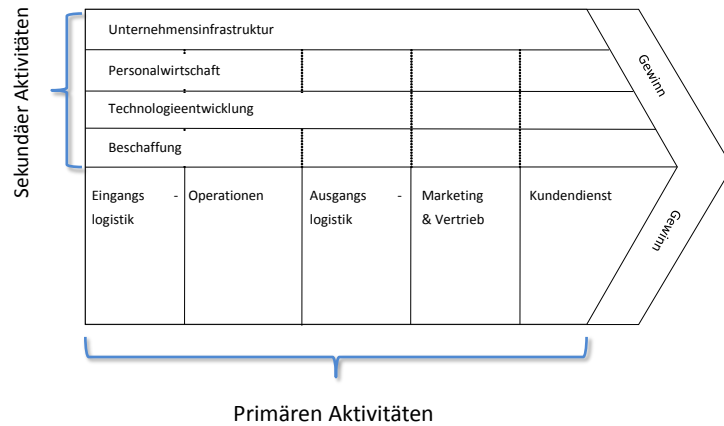 Sekundäer Aktivitäten
Unternehmensinfrastruktur
Personalwirtschaft
Technologieentwicklung
Beschaffung
Eingangs -
logistik
Operationen
Ausgangs -
logistik
Marketing
& Vertrieb
Kundendienst
Gewinn
Gewinn
Primären Aktivitäten